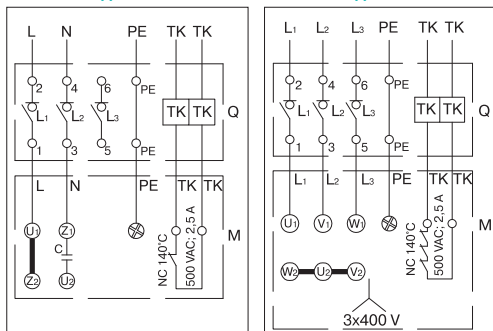 L N PE TK TK
2 4 6 PE
L1 L2 L3 TK TK Q
1 3 5 PE
L N PE TK TK
U1 Z1 M
C
Z2 U2
NC 140°C
500 VAC; 2,5 A
L1 L2 L3 PE TK TK
2 4 6 PE
L1 L2 L3 TK TK Q
1 3 5 PE
L1 L2 L3 PE TK TK
U1 V1 W1 M
W2 U2 V2
NC 140°C
500 VAC; 2,5 A
3x400 V